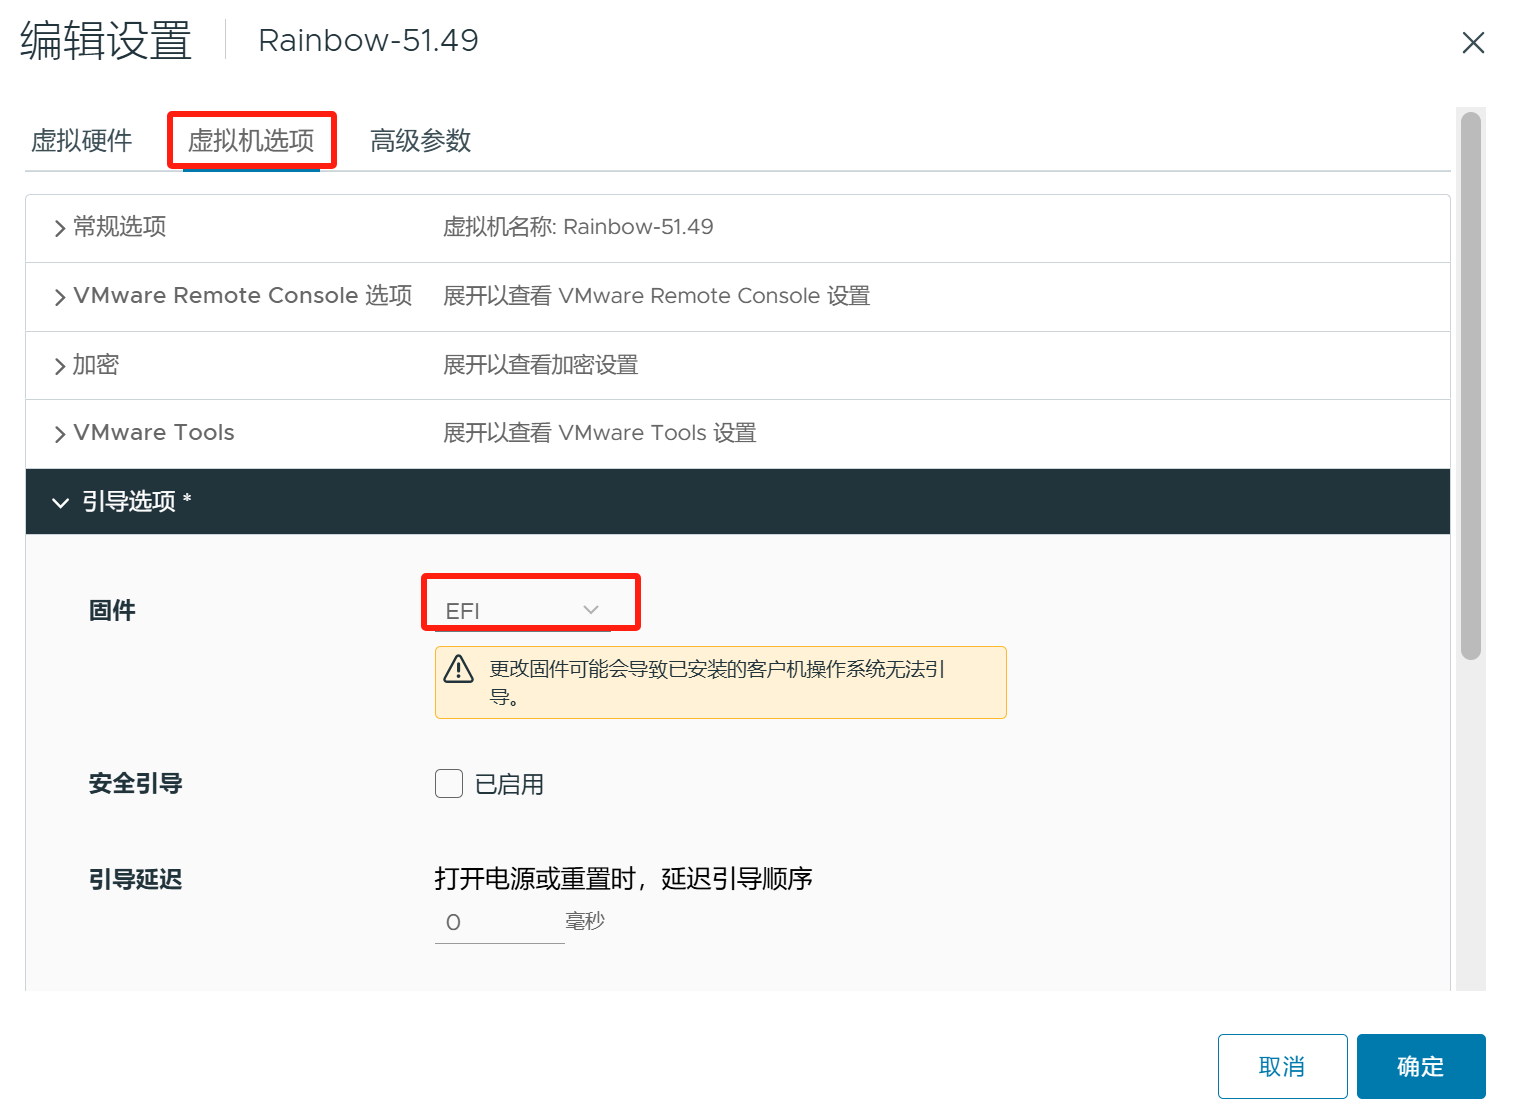 编辑设置 Rainbow-51.49
虚拟硬件 虚拟机选项 高级参数
常规选项 虚拟机名称: Rainbow-51.49
VMware Remote Console 选项 展开以查看 VMware Remote Console 设置
加密 展开以查看加密设置
VMware Tools 展开以查看 VMware Tools 设置
引导选项 *
固件 EFI
更改固件可能会导致已安装的客户机操作系统无法引
导。
安全引导 已启用
引导延迟 打开电源或重置时，延迟引导顺序
0 毫秒
取消 确定